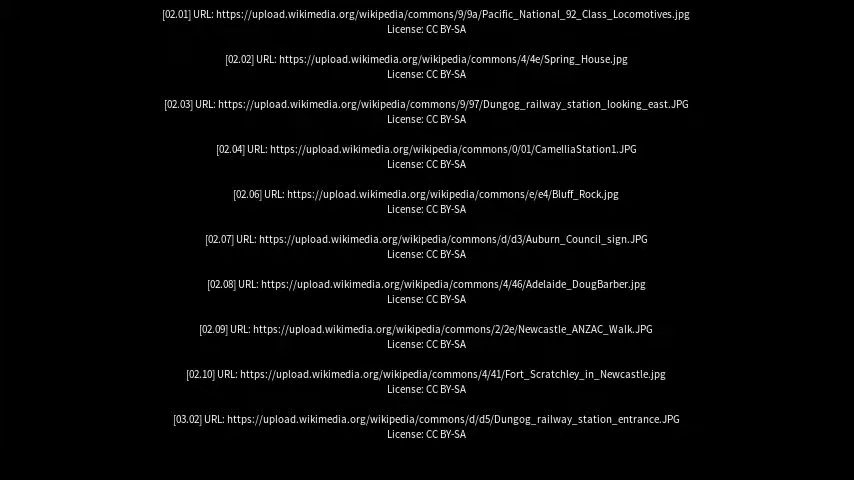 [02.01] URL: https://upload.wikimedia.org/wikipedia/commons/9/9a/Pacific_National_92_Class_Locomotives.jpg
License: CC BY-SA
[02.02] URL: https://upload.wikimedia.org/wikipedia/commons/4/4e/Spring_House.jpg
License: CC BY-SA
[02.03] URL: https://upload.wikimedia.org/wikipedia/commons/9/97/Dungog_railway_station_looking_east.JPG
License: CC BY-SA
[02.04] URL: https://upload.wikimedia.org/wikipedia/commons/0/01/CamelliaStation1.JPG
License: CC BY-SA
[02.06] URL: https://upload.wikimedia.org/wikipedia/commons/e/e4/Bluff_Rock.jpg
License: CC BY-SA
[02.07] URL: https://upload.wikimedia.org/wikipedia/commons/d/d3/Auburn_Council_sign.JPG
License: CC BY-SA
[02.08] URL: https://upload.wikimedia.org/wikipedia/commons/4/46/Adelaide_DougBarber.jpg
License: CC BY-SA
[02.09] URL: https://upload.wikimedia.org/wikipedia/commons/2/2e/Newcastle_ANZAC_Walk.JPG
License: CC BY-SA
[02.10] URL: https://upload.wikimedia.org/wikipedia/commons/4/41/Fort_Scratchley_in_Newcastle.jpg
License: CC BY-SA
[03.02] URL: https://upload.wikimedia.org/wikipedia/commons/d/d5/Dungog_railway_station_entrance.JPG
License: CC BY-SA